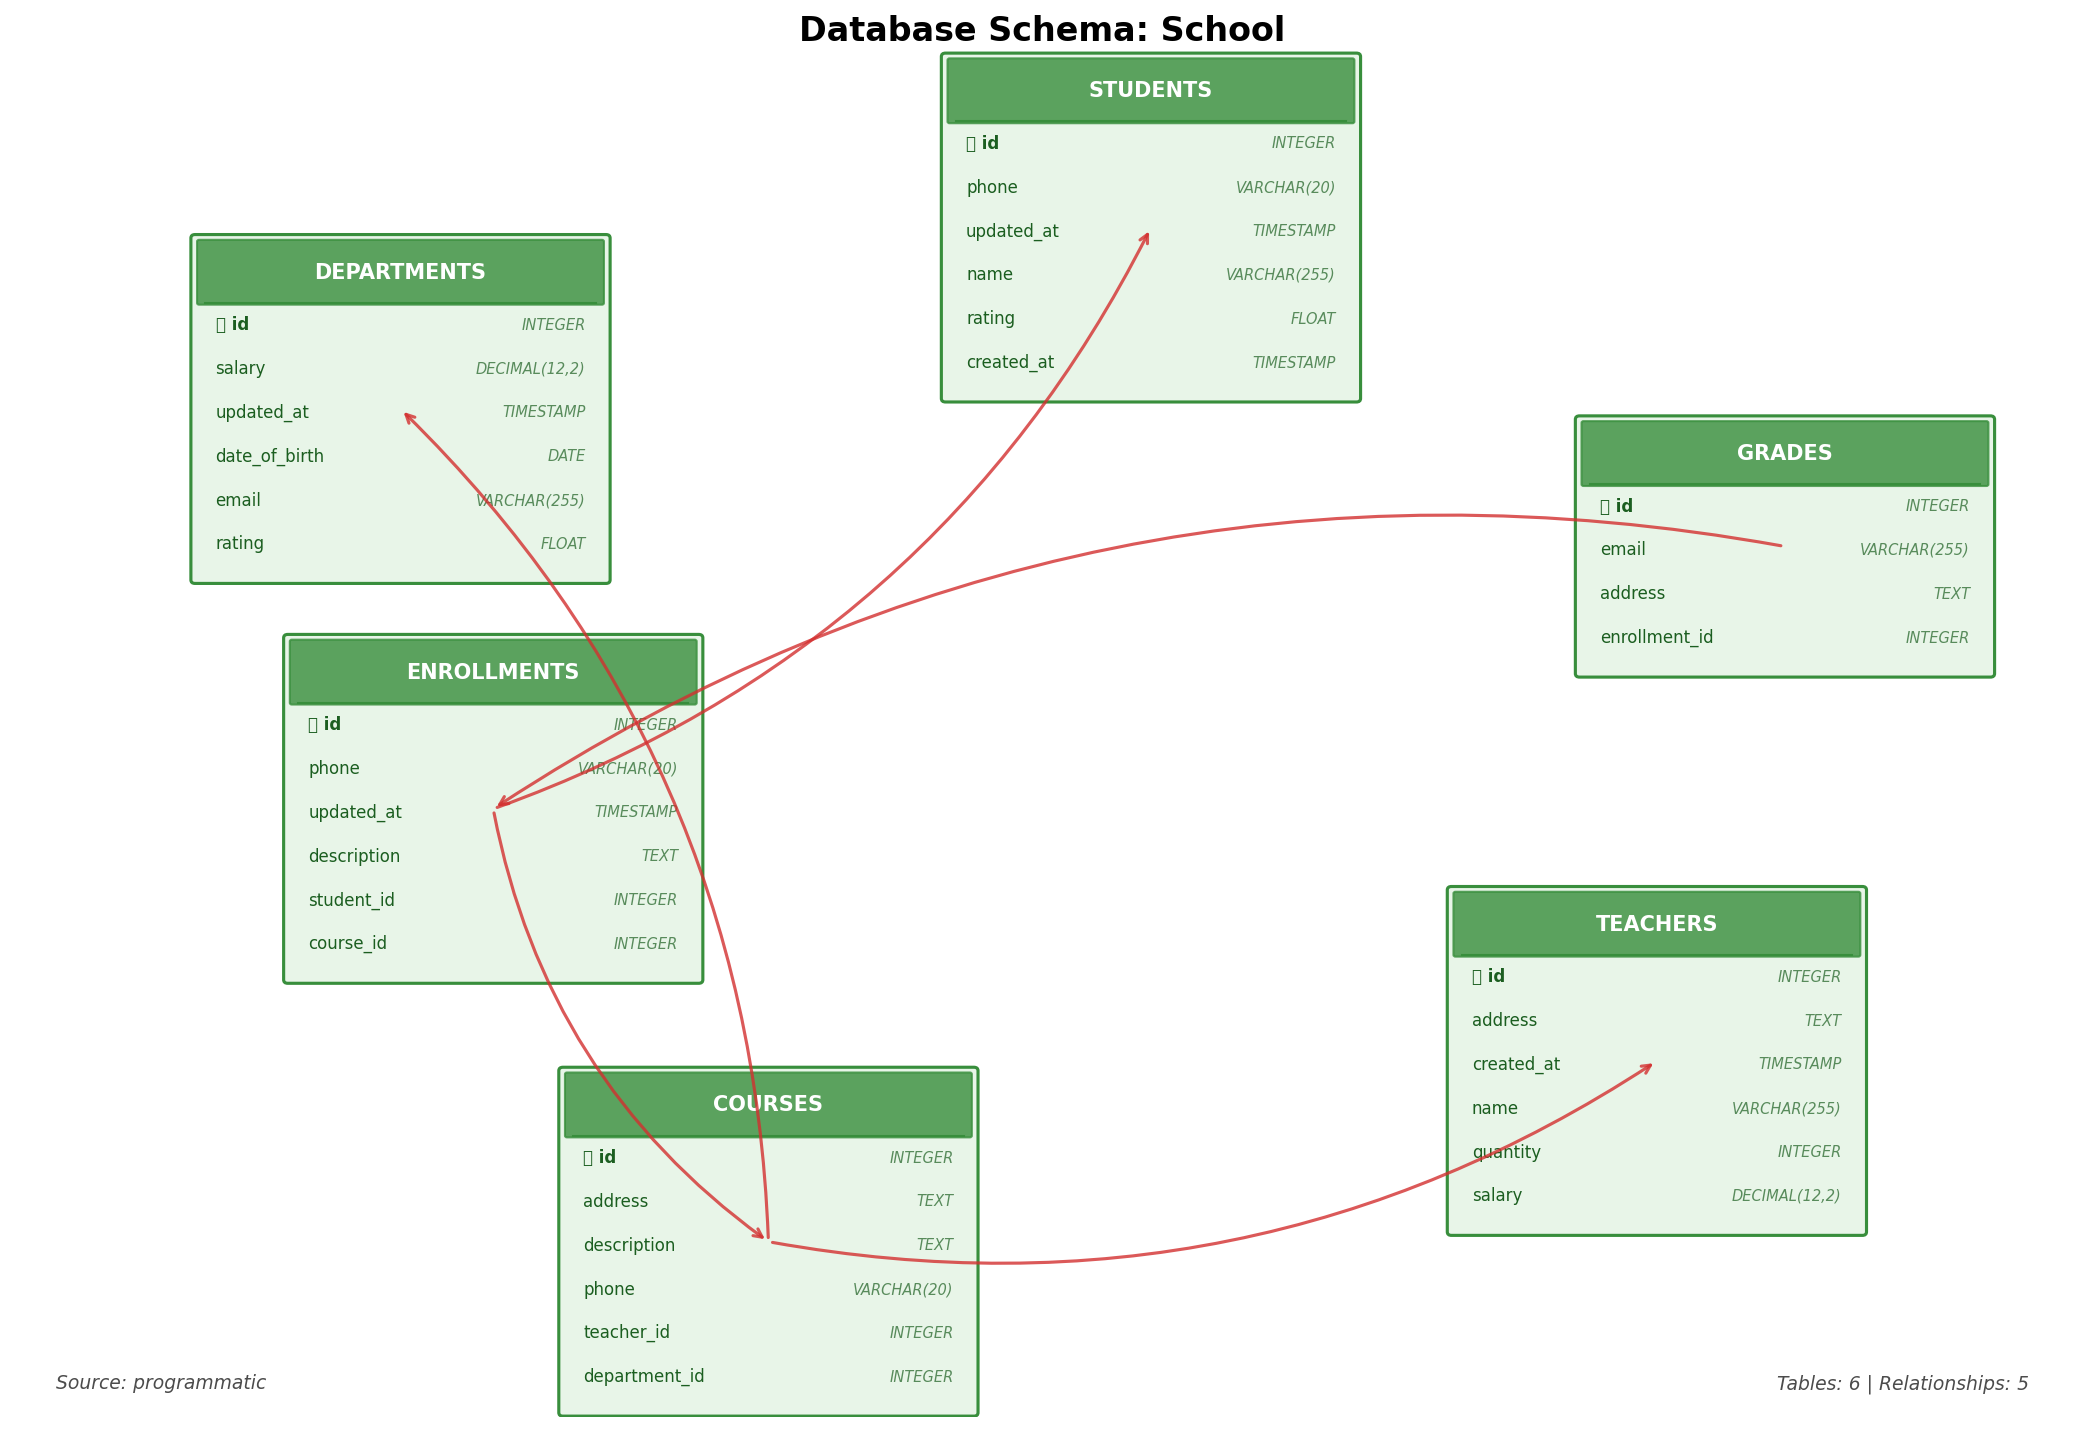 Database Schema: School
STUDENTS
id INTEGER
phone VARCHAR(20)
updated_at TIMESTAMP
name VARCHAR(255)
rating FLOAT
created_at TIMESTAMP
DEPARTMENTS
id INTEGER
salary DECIMAL(12,2)
updated_at TIMESTAMP
date_of_birth DATE
email VARCHAR(255)
rating FLOAT
GRADES
id INTEGER
email VARCHAR(255)
address TEXT
enrollment_id INTEGER
ENROLLMENTS
id INTEGER
phone VARCHAR(20)
updated_at TIMESTAMP
description TEXT
student_id INTEGER
course_id INTEGER
TEACHERS
id INTEGER
address TEXT
created_at TIMESTAMP
name VARCHAR(255)
quantity INTEGER
salary DECIMAL(12,2)
COURSES
id INTEGER
address TEXT
description TEXT
phone VARCHAR(20)
teacher_id INTEGER
department_id INTEGER
Source: programmatic
Tables: 6 | Relationships: 5